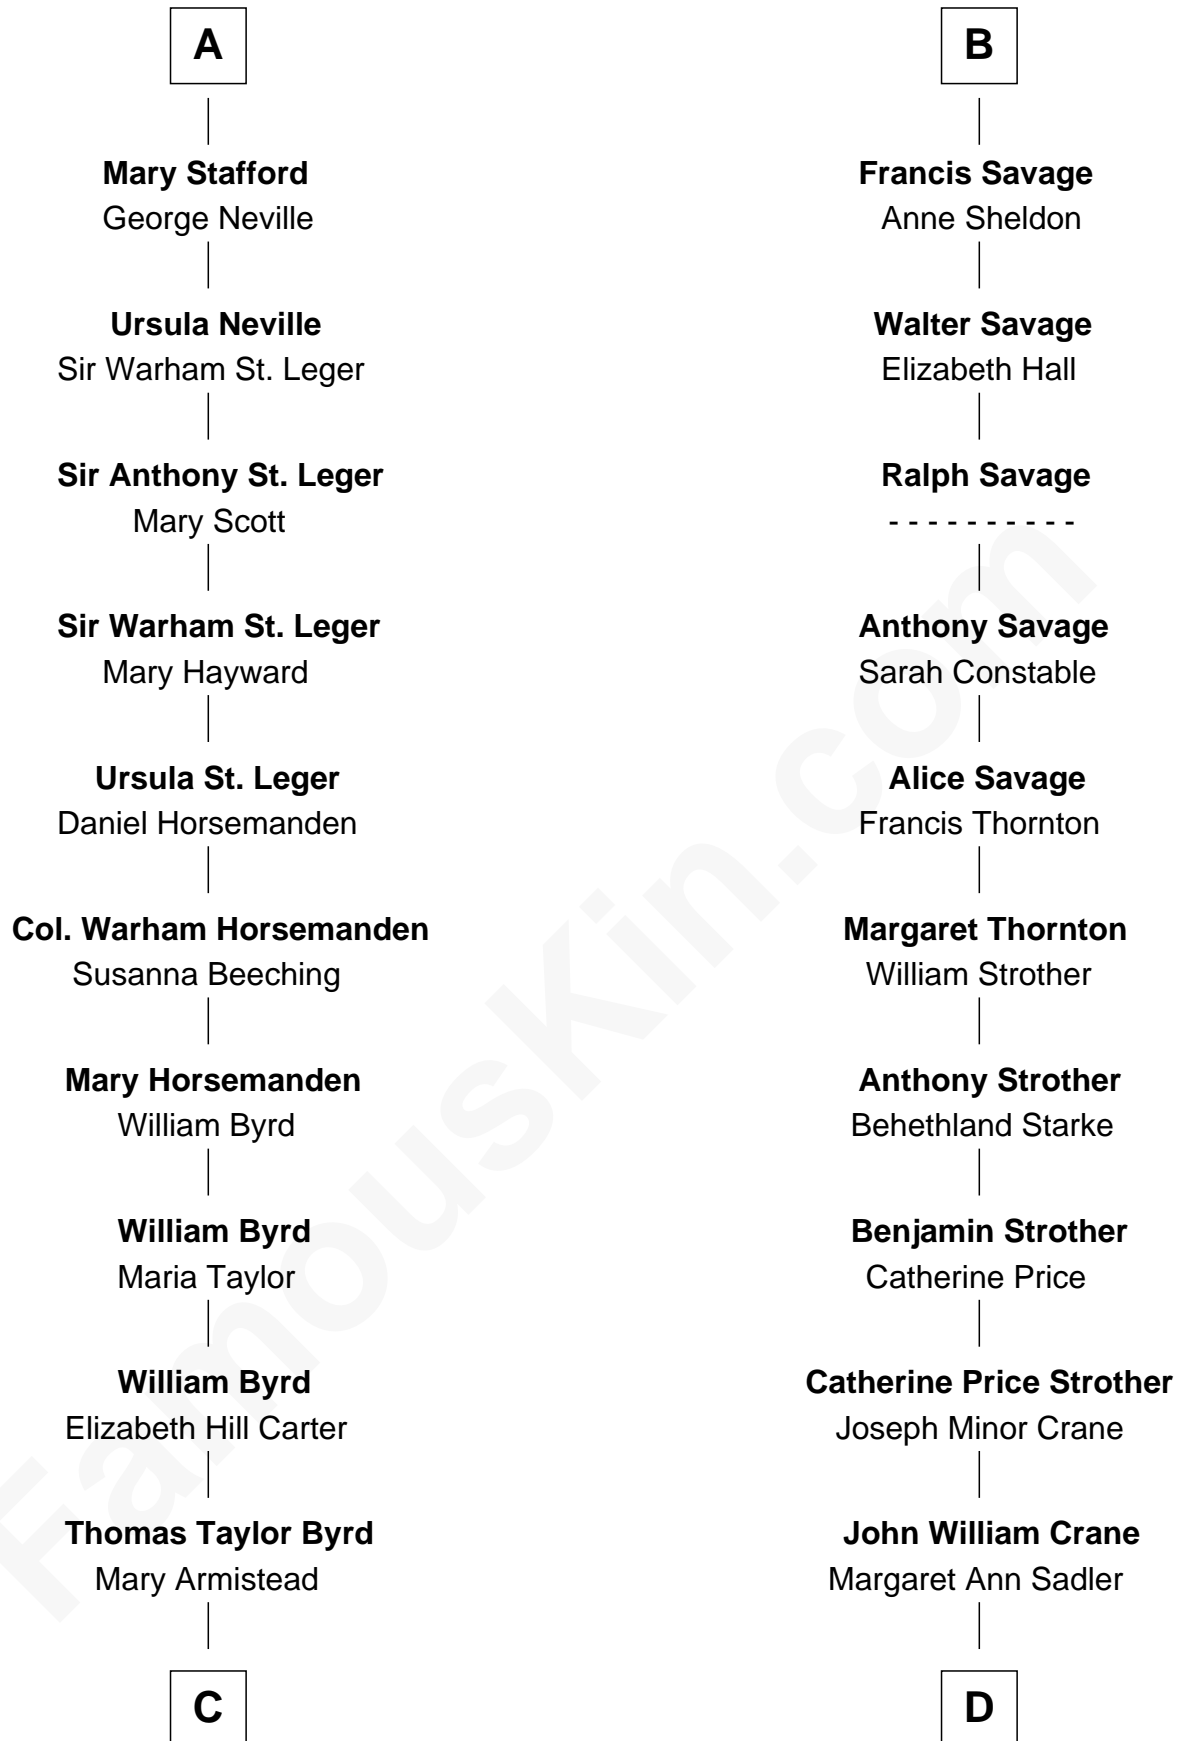 A
Mary Stafford
George Neville
Ursula Neville
Sir Warham St. Leger
Sir Anthony St. Leger
Mary Scott
Sir Warham St. Leger
Mary Hayward
Ursula St. Leger
Daniel Horsemanden
Col. Warham Horsemanden
Susanna Beeching
Mary Horsemanden
William Byrd
William Byrd
Maria Taylor
William Byrd
Elizabeth Hill Carter
Thomas Taylor Byrd
Mary Armistead
C
B
Francis Savage
Anne Sheldon
Walter Savage
Elizabeth Hall
Ralph Savage
- - - - - - - - - -
Anthony Savage
Sarah Constable
Alice Savage
Francis Thornton
Margaret Thornton
William Strother
Anthony Strother
Behethland Starke
Benjamin Strother
Catherine Price
Catherine Price Strother
Joseph Minor Crane
John William Crane
Margaret Ann Sadler
D
FamousKin.com